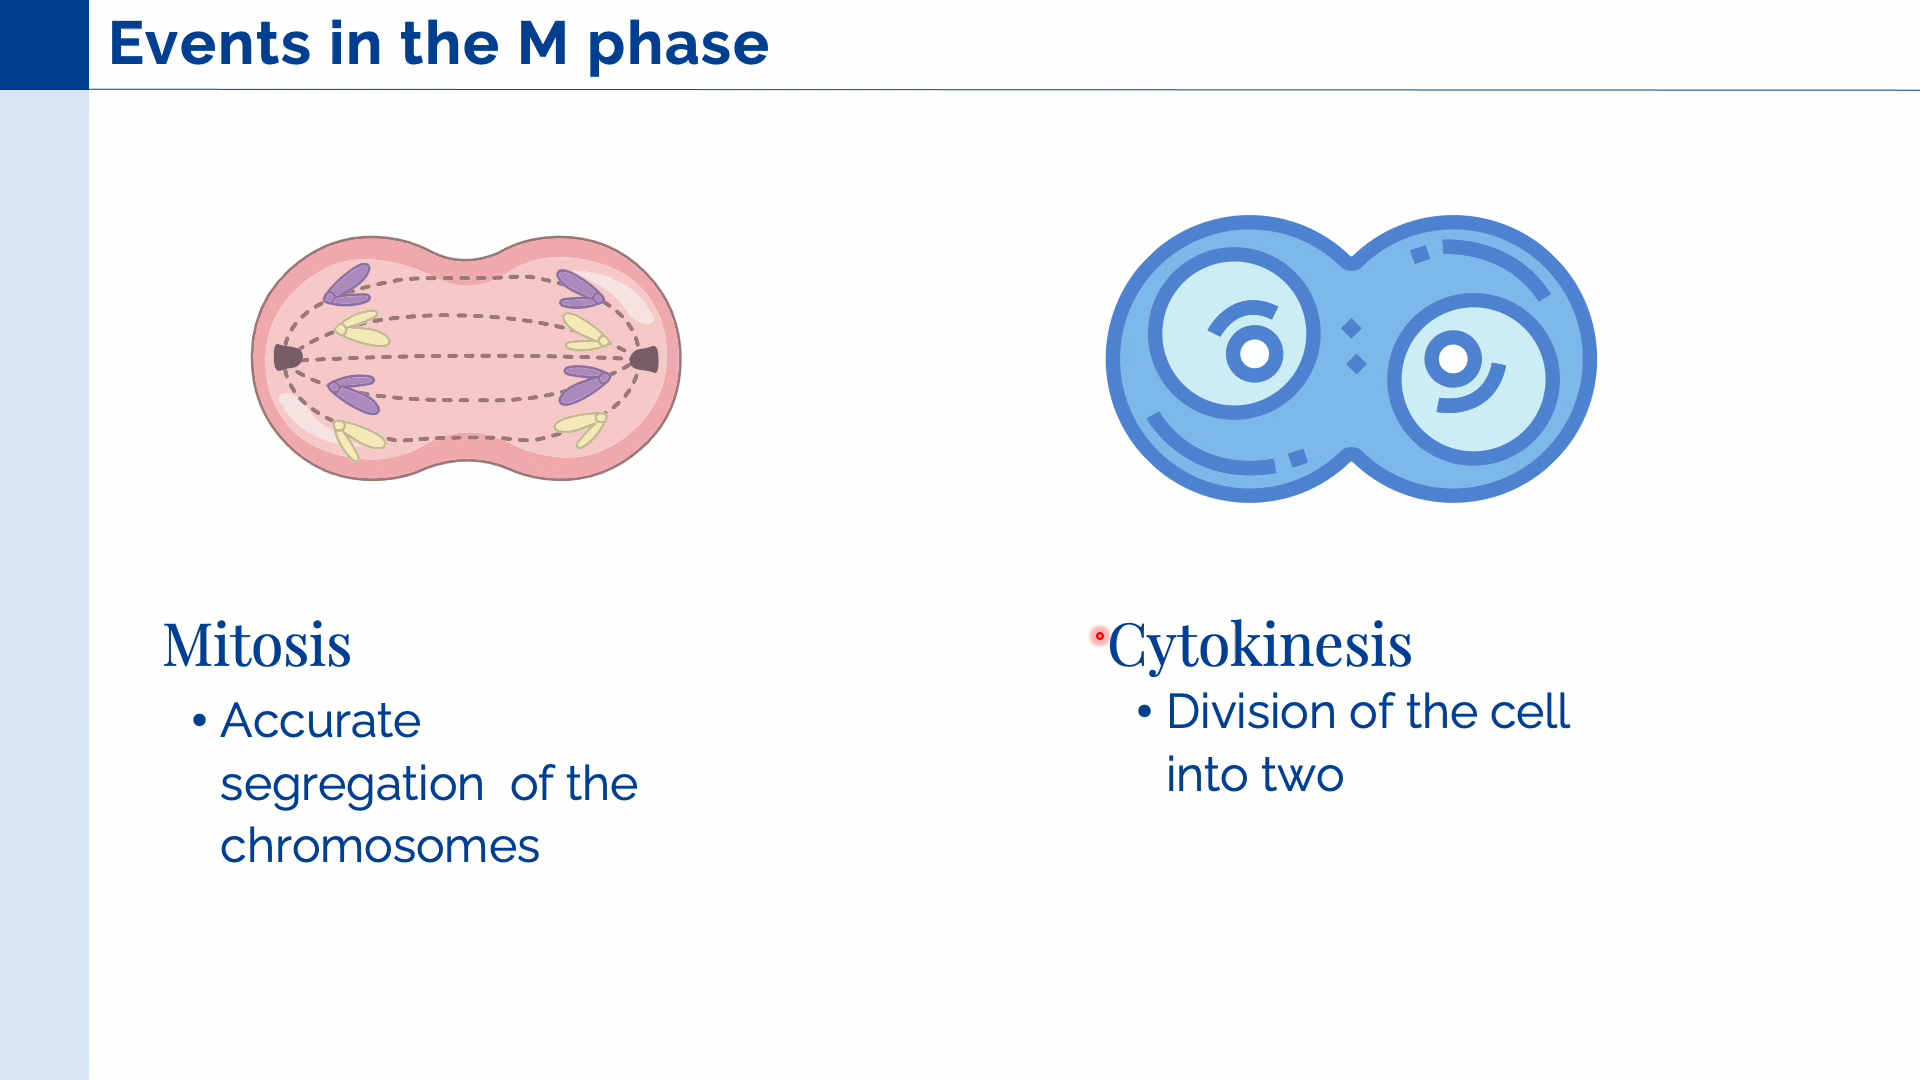 Events in the M phase
Mitosis
• Accurate
segregation  of the
chromosomes
Cytokinesis
• Division of the cell
into two